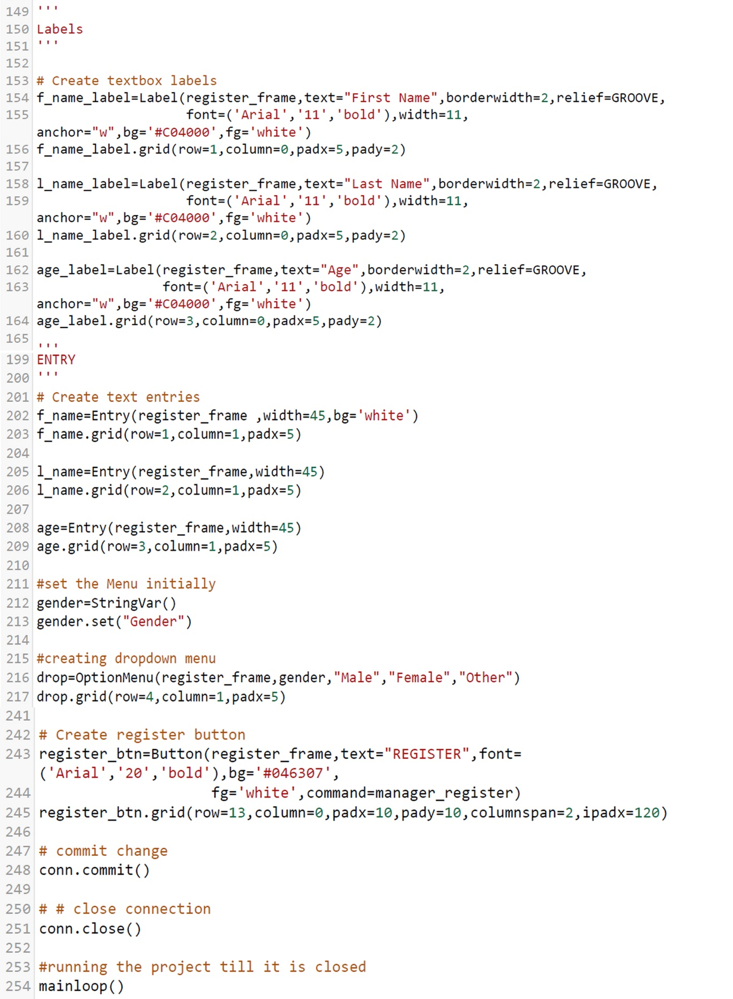 149 '''
150 Labels
151 '''
152
153 # Create textbox labels
154 f_name_label=Label(register_frame,text="First Name",borderwidth=2,relief=GROOVE,
155                    font=('Arial','11','bold'),width=11,
anchor="w",bg='#C04000',fg='white')
156 f_name_label.grid(row=1,column=0,padx=5,pady=2)
157
158 l_name_label=Label(register_frame,text="Last Name",borderwidth=2,relief=GROOVE,
159                    font=('Arial','11','bold'),width=11,
anchor="w",bg='#C04000',fg='white')
160 l_name_label.grid(row=2,column=0,padx=5,pady=2)
161
162 age_label=Label(register_frame,text="Age",borderwidth=2,relief=GROOVE,
163                 font=('Arial','11','bold'),width=11,
anchor="w",bg='#C04000',fg='white')
164 age_label.grid(row=3,column=0,padx=5,pady=2)
165 '''
199 ENTRY
200 '''
201 # Create text entries
202 f_name=Entry(register_frame ,width=45,bg='white')
203 f_name.grid(row=1,column=1,padx=5)
204
205 l_name=Entry(register_frame,width=45)
206 l_name.grid(row=2,column=1,padx=5)
207
208 age=Entry(register_frame,width=45)
209 age.grid(row=3,column=1,padx=5)
210
211 #set the Menu initially
212 gender=StringVar()
213 gender.set("Gender")
214
215 #creating dropdown menu
216 drop=OptionMenu(register_frame,gender,"Male","Female","Other")
217 drop.grid(row=4,column=1,padx=5)
241
242 # Create register button
243 register_btn=Button(register_frame,text="REGISTER",font=
('Arial','20','bold'),bg='#046307',
244                     fg='white',command=manager_register)
245 register_btn.grid(row=13,column=0,padx=10,pady=10,columnspan=2,ipadx=120)
246
247 # commit change
248 conn.commit()
249
250 # # close connection
251 conn.close()
252
253 #running the project till it is closed
254 mainloop()